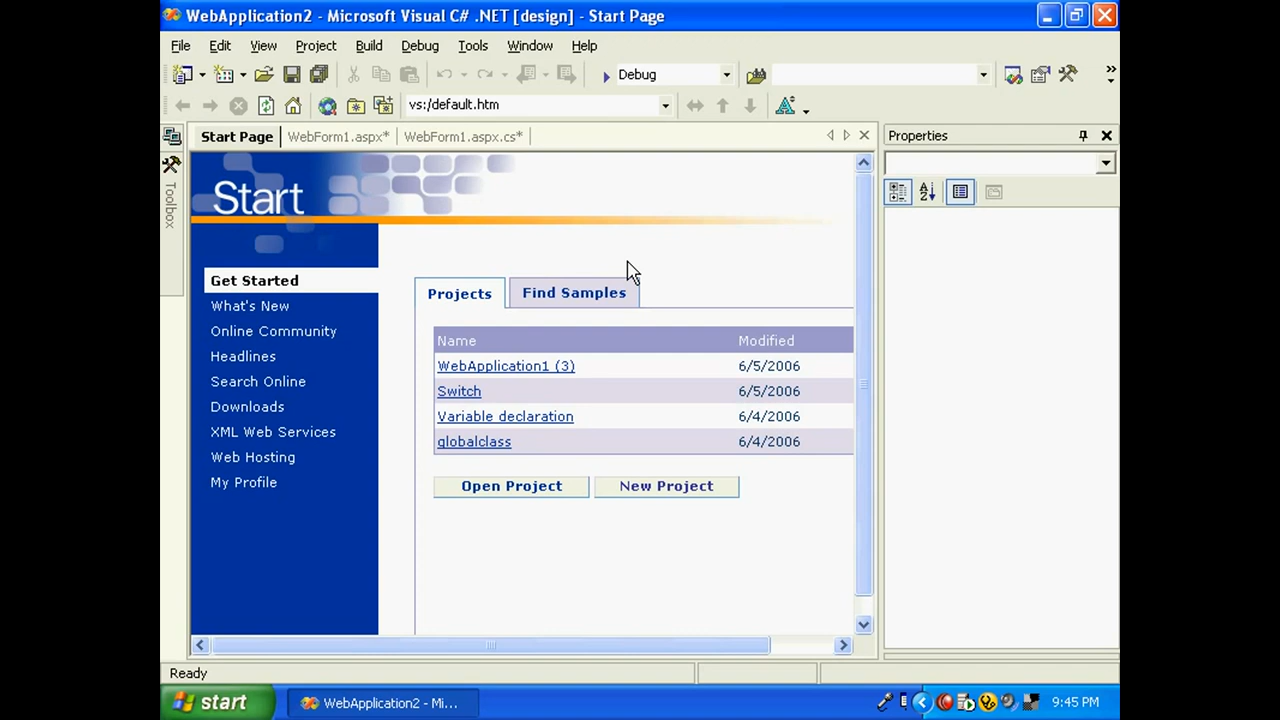 WebApplication2 - Microsoft Visual C# .NET [design] - Start Page
File Edit View Project Build Debug Tools Window Help
Debug
vs:/default.htm
Start Page WebForm1.aspx* WebForm1.aspx.cs* Properties
Toolbox
Start
Get Started
What's New
Online Community
Headlines
Search Online
Downloads
XML Web Services
Web Hosting
My Profile
Projects Find Samples
Name Modified
WebApplication1 (3) 6/5/2006
Switch 6/5/2006
Variable declaration 6/4/2006
globalclass 6/4/2006
Open Project New Project
Ready
start WebApplication2 - Mi... 9:45 PM